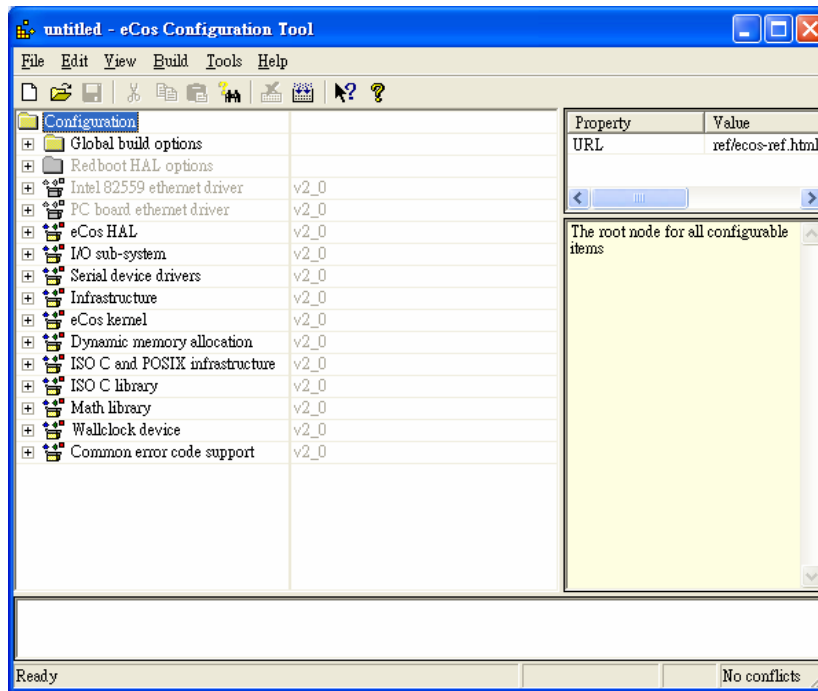 untitled - eCos Configuration Tool
File Edit View Build Tools Help
Configuration
Global build options
Redboot HAL options
Intel 82559 ethernet driver v2_0
PC board ethernet driver v2_0
eCos HAL v2_0
I/O sub-system v2_0
Serial device drivers v2_0
Infrastructure v2_0
eCos kernel v2_0
Dynamic memory allocation v2_0
ISO C and POSIX infrastructure v2_0
ISO C library v2_0
Math library v2_0
Wallclock device v2_0
Common error code support v2_0
Property Value
URL ref/ecos-ref.html
The root node for all configurable
items
Ready No conflicts